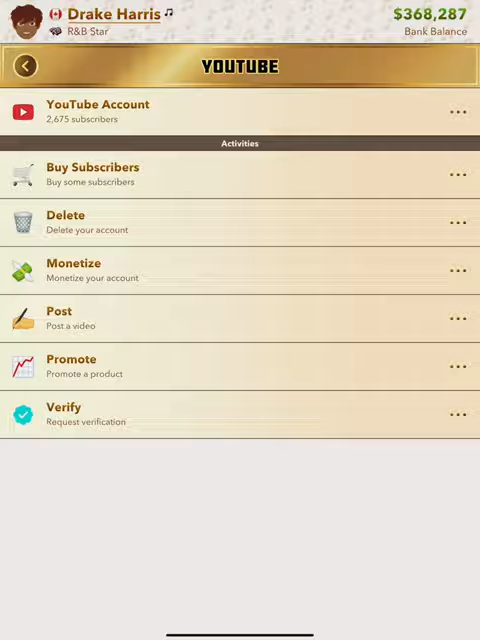 Drake Harris
$368,287
R&B Star
Bank Balance
YOUTUBE
YouTube Account
2,675 subscribers
Activities
Buy Subscribers
Buy some subscribers
Delete
Delete your account
Monetize
Monetize your account
Post
Post a video
Promote
Promote a product
Verify
Request verification